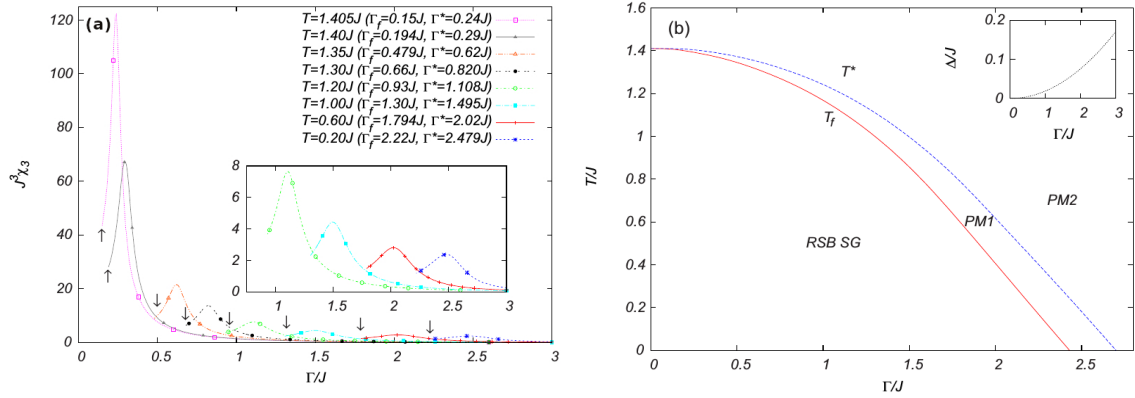 (a)
T=1.405J (Γf=0.15J, Γ*=0.24J)
T=1.40J (Γf=0.194J, Γ*=0.29J)
T=1.35J (Γf=0.479J, Γ*=0.62J)
T=1.30J (Γf=0.66J, Γ*=0.820J)
T=1.20J (Γf=0.93J, Γ*=1.108J)
T=1.00J (Γf=1.30J, Γ*=1.495J)
T=0.60J (Γf=1.794J, Γ*=2.02J)
T=0.20J (Γf=2.22J, Γ*=2.479J)
J³χ₃
120
100
80
60
40
20
0
0 0.5 1 1.5 2 2.5 3
Γ/J
8
6
4
2
0
1 1.5 2 2.5 3
(b)
T/J
1.6
1.4
1.2
1
0.8
0.6
0.4
0.2
0
0 0.5 1 1.5 2 2.5
Γ/J
T*
Tf
PM1
PM2
RSB SG
Δ/J
0.2
0.1
0
0 1 2 3
Γ/J